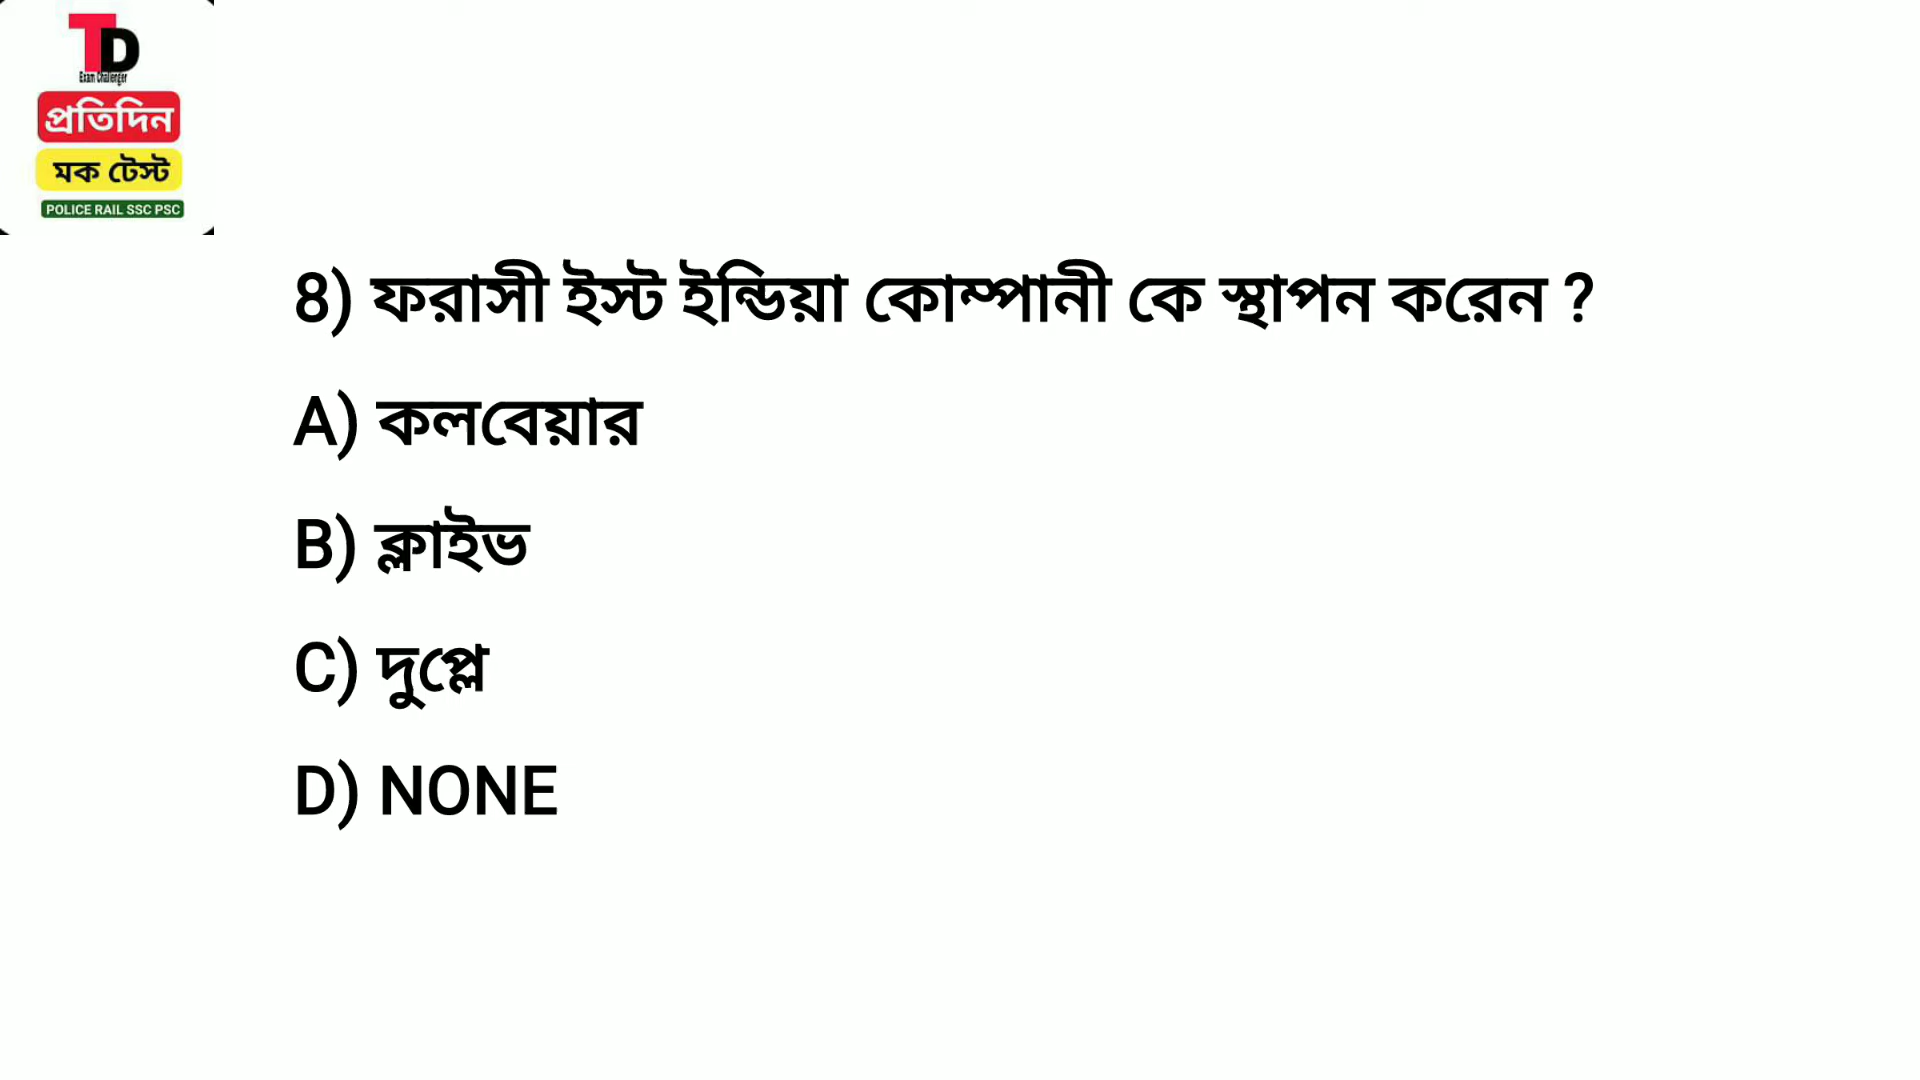 TD
Exam Challenger
প্রতিদিন
মক টেস্ট
POLICE RAIL SSC PSC
8) ফরাসী ইস্ট ইন্ডিয়া কোম্পানী কে স্থাপন করেন ?
A) কলবেয়ার
B) ক্লাইভ
C) দুপ্লে
D) NONE